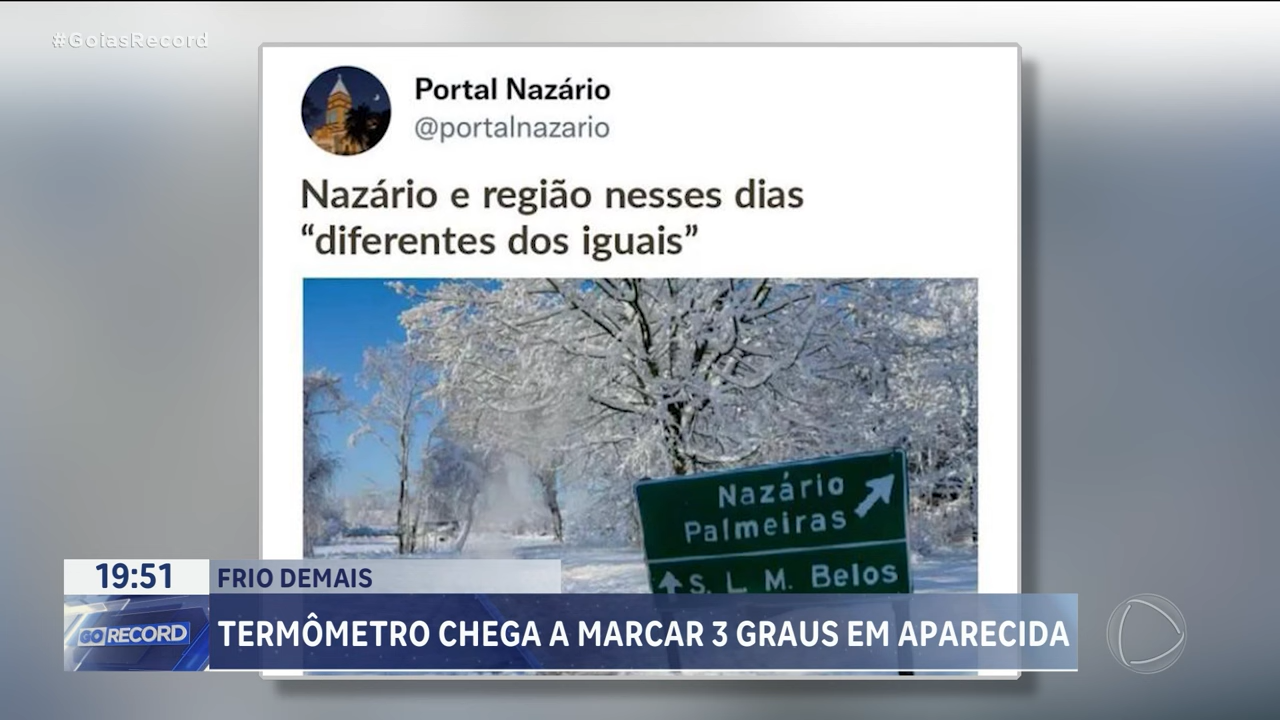 #GoiasRecord
Portal Nazário
@portalnazario
Nazário e região nesses dias
“diferentes dos iguais”
Nazário
Palmeiras
S. L. M. Belos
19:51
FRIO DEMAIS
GO RECORD
TERMÔMETRO CHEGA A MARCAR 3 GRAUS EM APARECIDA